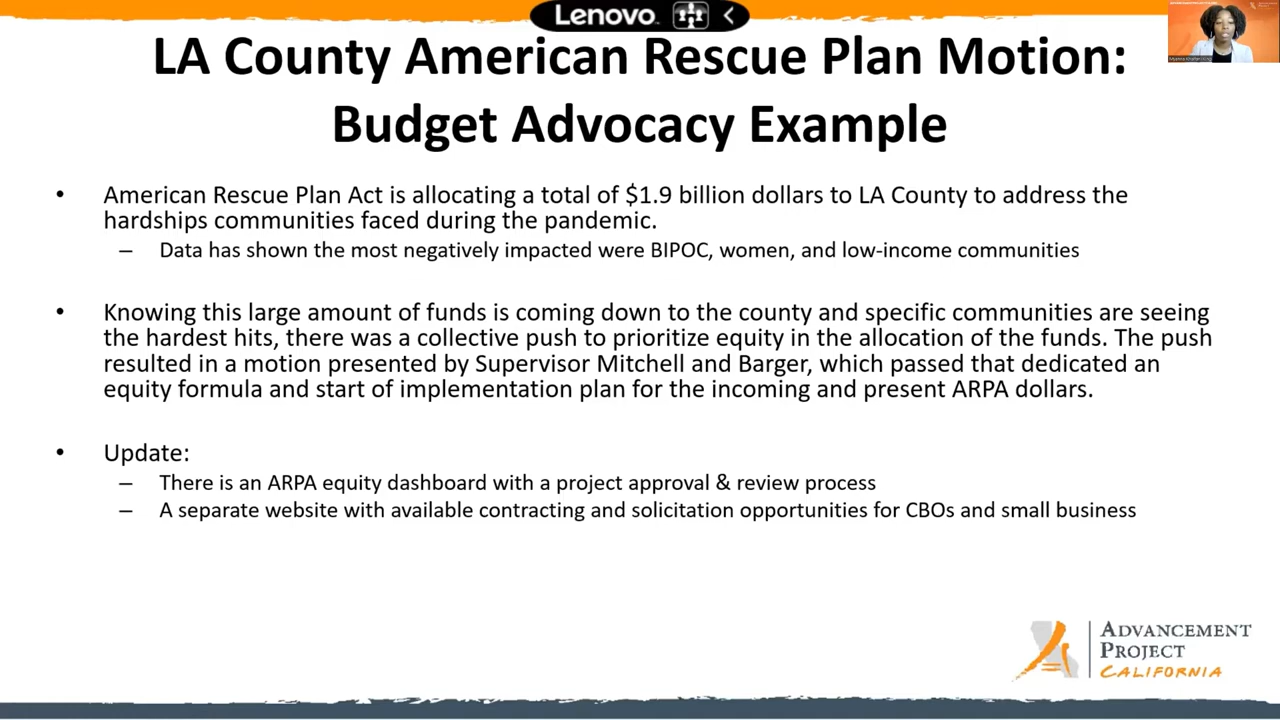 Lenovo
LA County American Rescue Plan Motion:
Budget Advocacy Example
• American Rescue Plan Act is allocating a total of $1.9 billion dollars to LA County to address the
hardships communities faced during the pandemic.
– Data has shown the most negatively impacted were BIPOC, women, and low-income communities
• Knowing this large amount of funds is coming down to the county and specific communities are seeing
the hardest hits, there was a collective push to prioritize equity in the allocation of the funds. The push
resulted in a motion presented by Supervisor Mitchell and Barger, which passed that dedicated an
equity formula and start of implementation plan for the incoming and present ARPA dollars.
• Update:
– There is an ARPA equity dashboard with a project approval & review process
– A separate website with available contracting and solicitation opportunities for CBOs and small business
ADVANCEMENT
PROJECT
CALIFORNIA